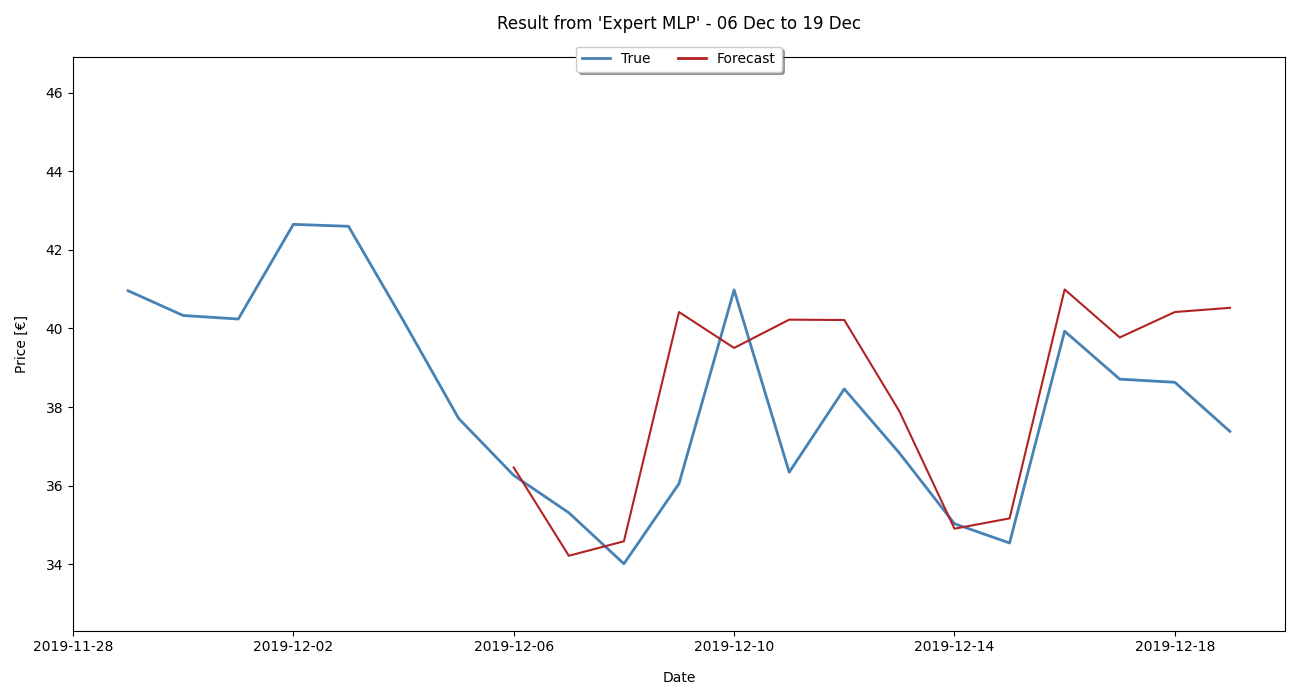 Result from 'Expert MLP' - 06 Dec to 19 Dec
True Forecast
46
44
42
40
38
36
34
Price [€]
2019-11-28 2019-12-02 2019-12-06 2019-12-10 2019-12-14 2019-12-18
Date